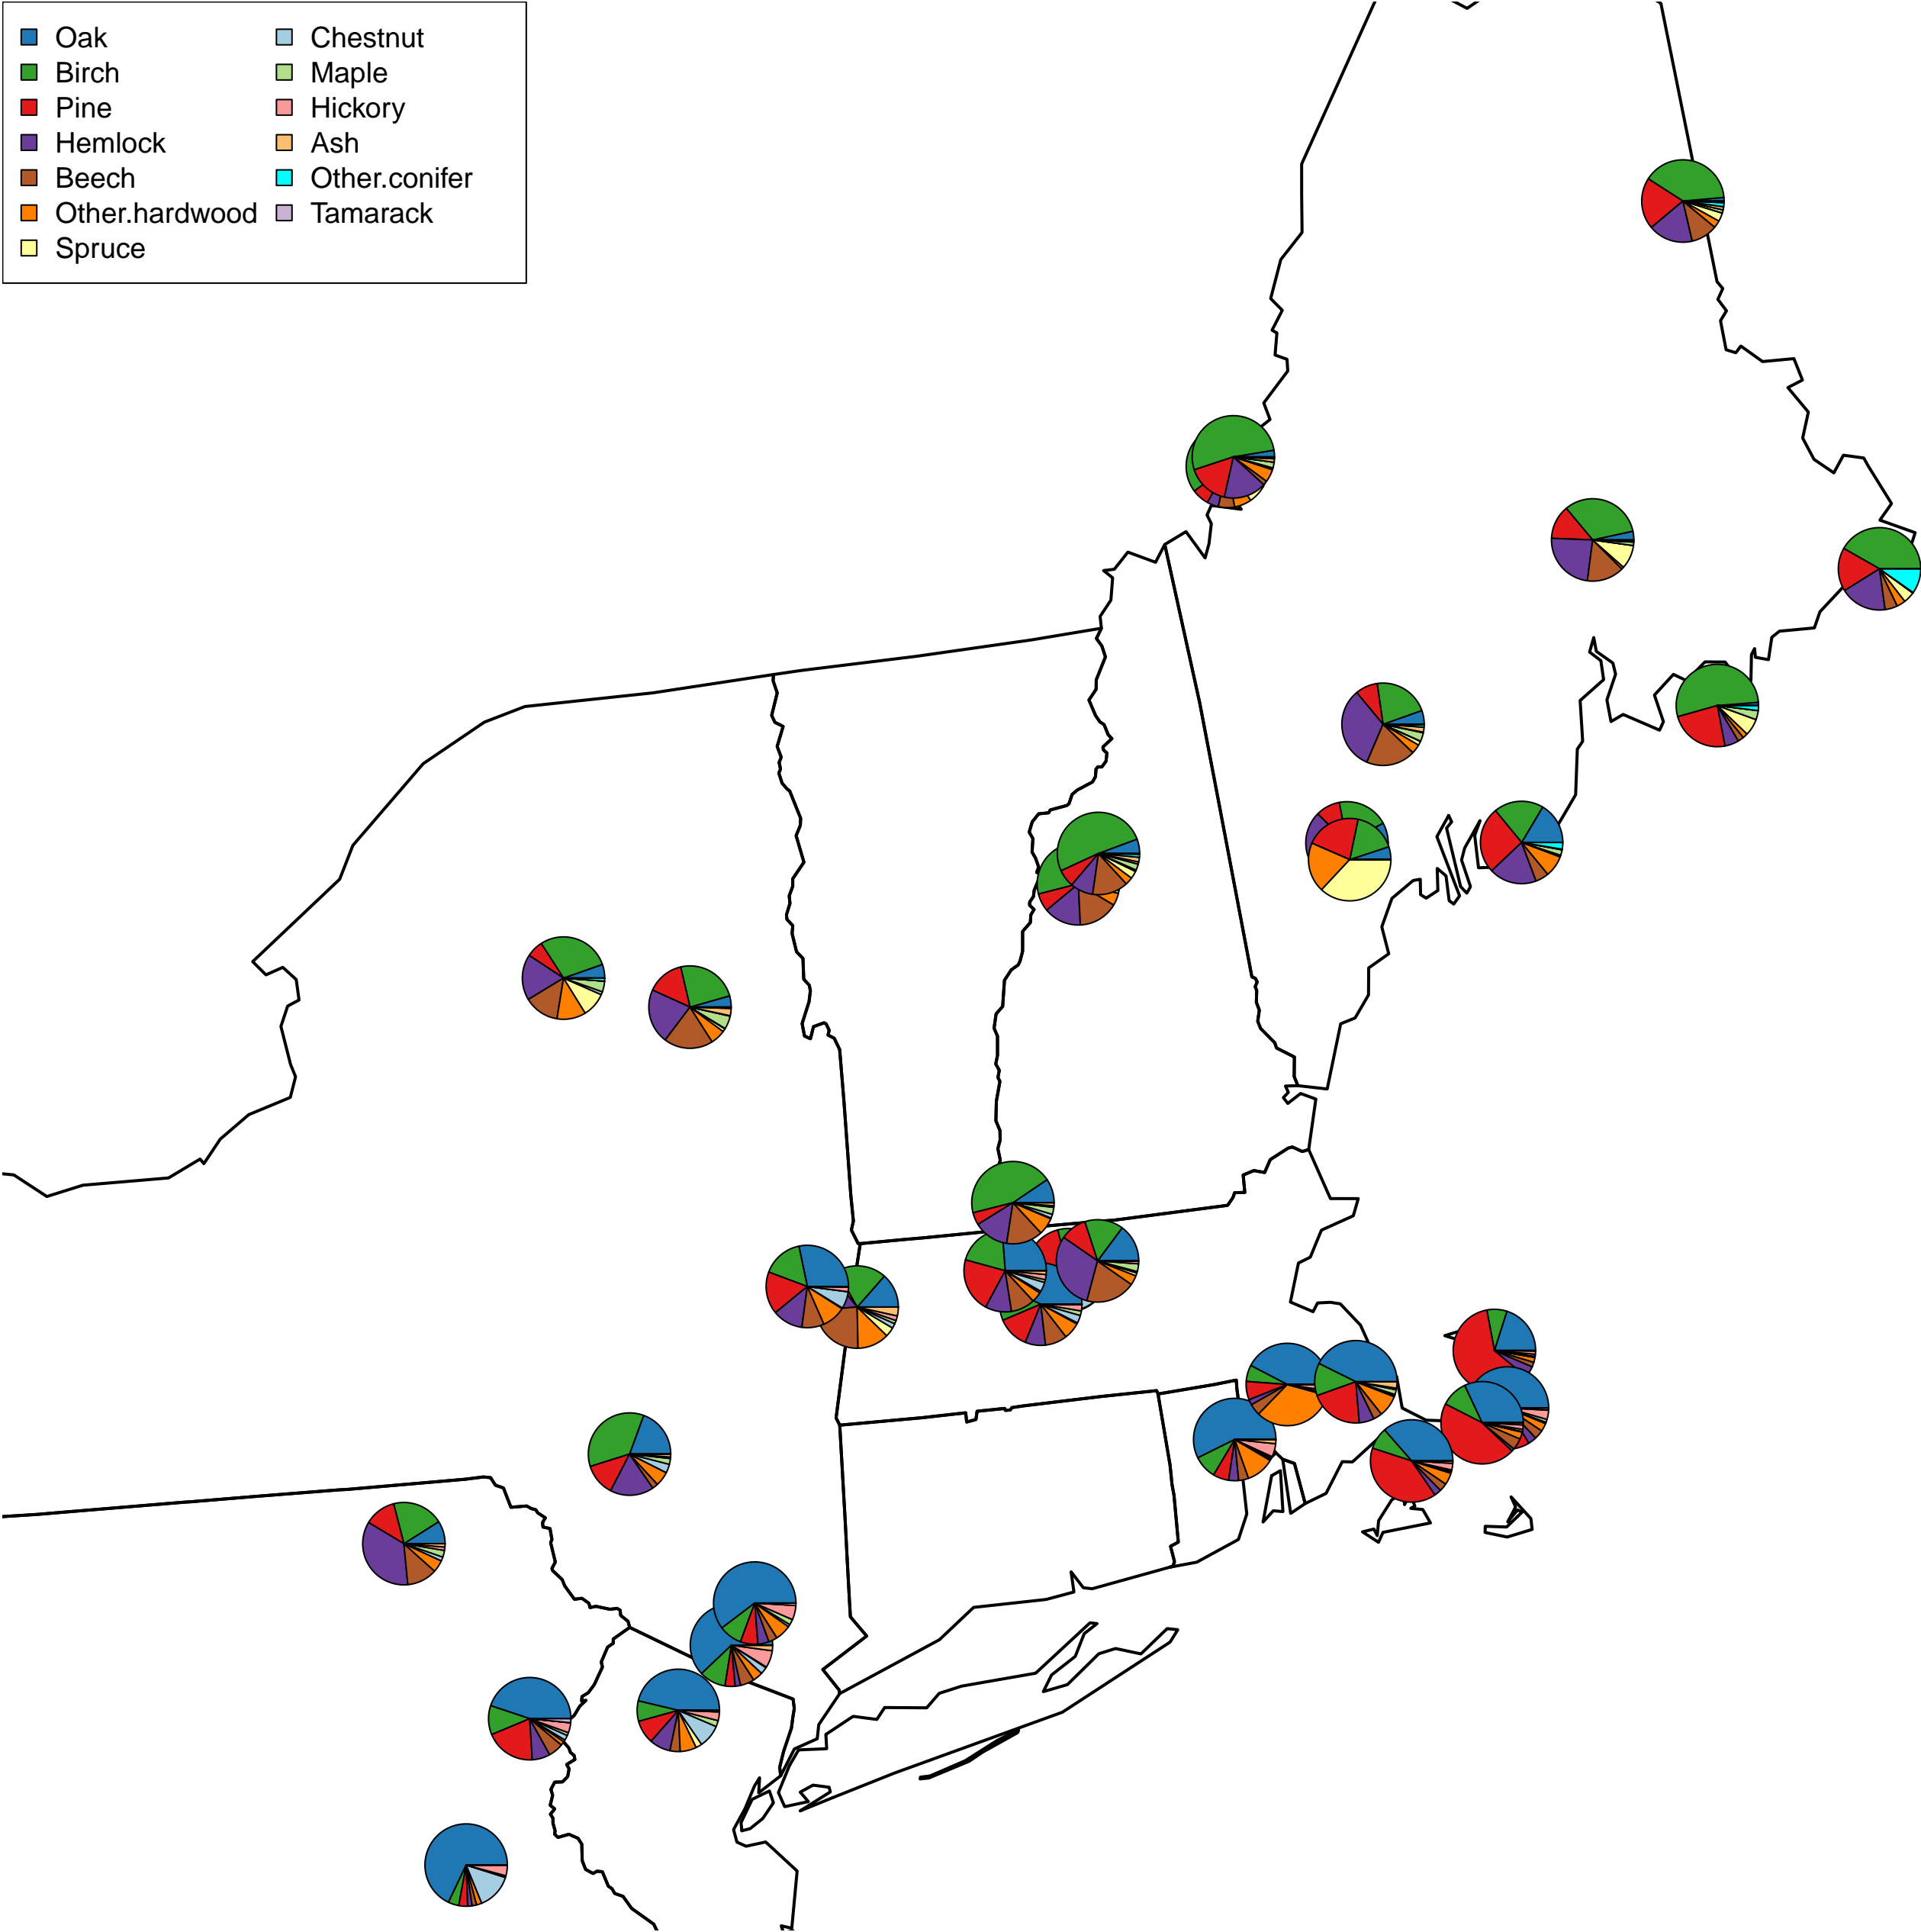 Oak
Birch
Pine
Hemlock
Beech
Other.hardwood
Spruce
Chestnut
Maple
Hickory
Ash
Other.conifer
Tamarack